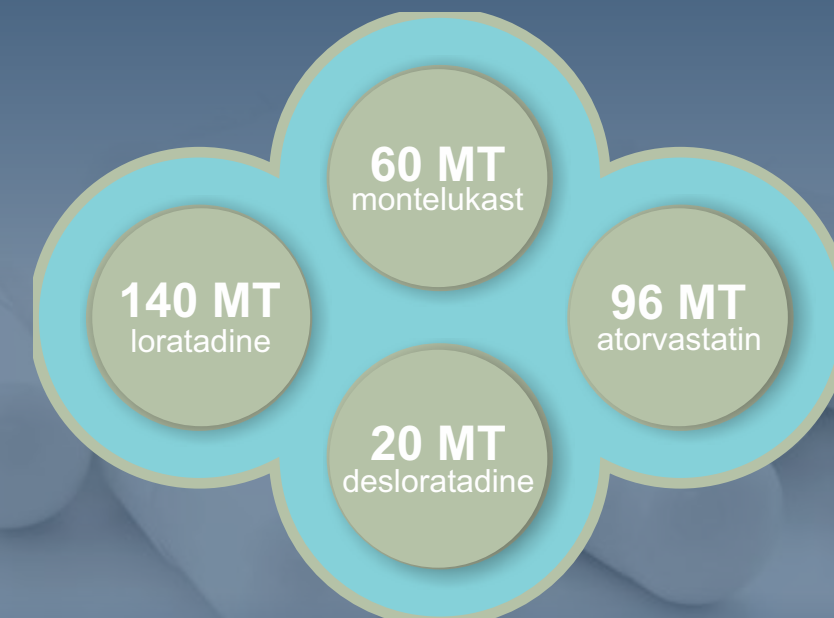 60 MT
montelukast
140 MT
loratadine
96 MT
atorvastatin
20 MT
desloratadine